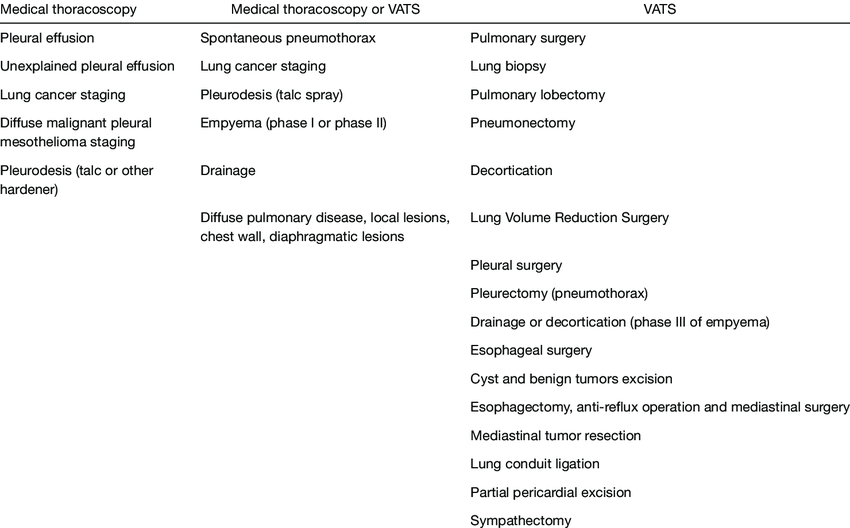 Medical thoracoscopy Medical thoracoscopy or VATS VATS
Pleural effusion Spontaneous pneumothorax Pulmonary surgery
Unexplained pleural effusion Lung cancer staging Lung biopsy
Lung cancer staging Pleurodesis (talc spray) Pulmonary lobectomy
Diffuse malignant pleural Empyema (phase I or phase II) Pneumonectomy
mesothelioma staging
Pleurodesis (talc or other Drainage Decortication
hardener)
Diffuse pulmonary disease, local lesions, Lung Volume Reduction Surgery
chest wall, diaphragmatic lesions
Pleural surgery
Pleurectomy (pneumothorax)
Drainage or decortication (phase III of empyema)
Esophageal surgery
Cyst and benign tumors excision
Esophagectomy, anti-reflux operation and mediastinal surgery
Mediastinal tumor resection
Lung conduit ligation
Partial pericardial excision
Sympathectomy